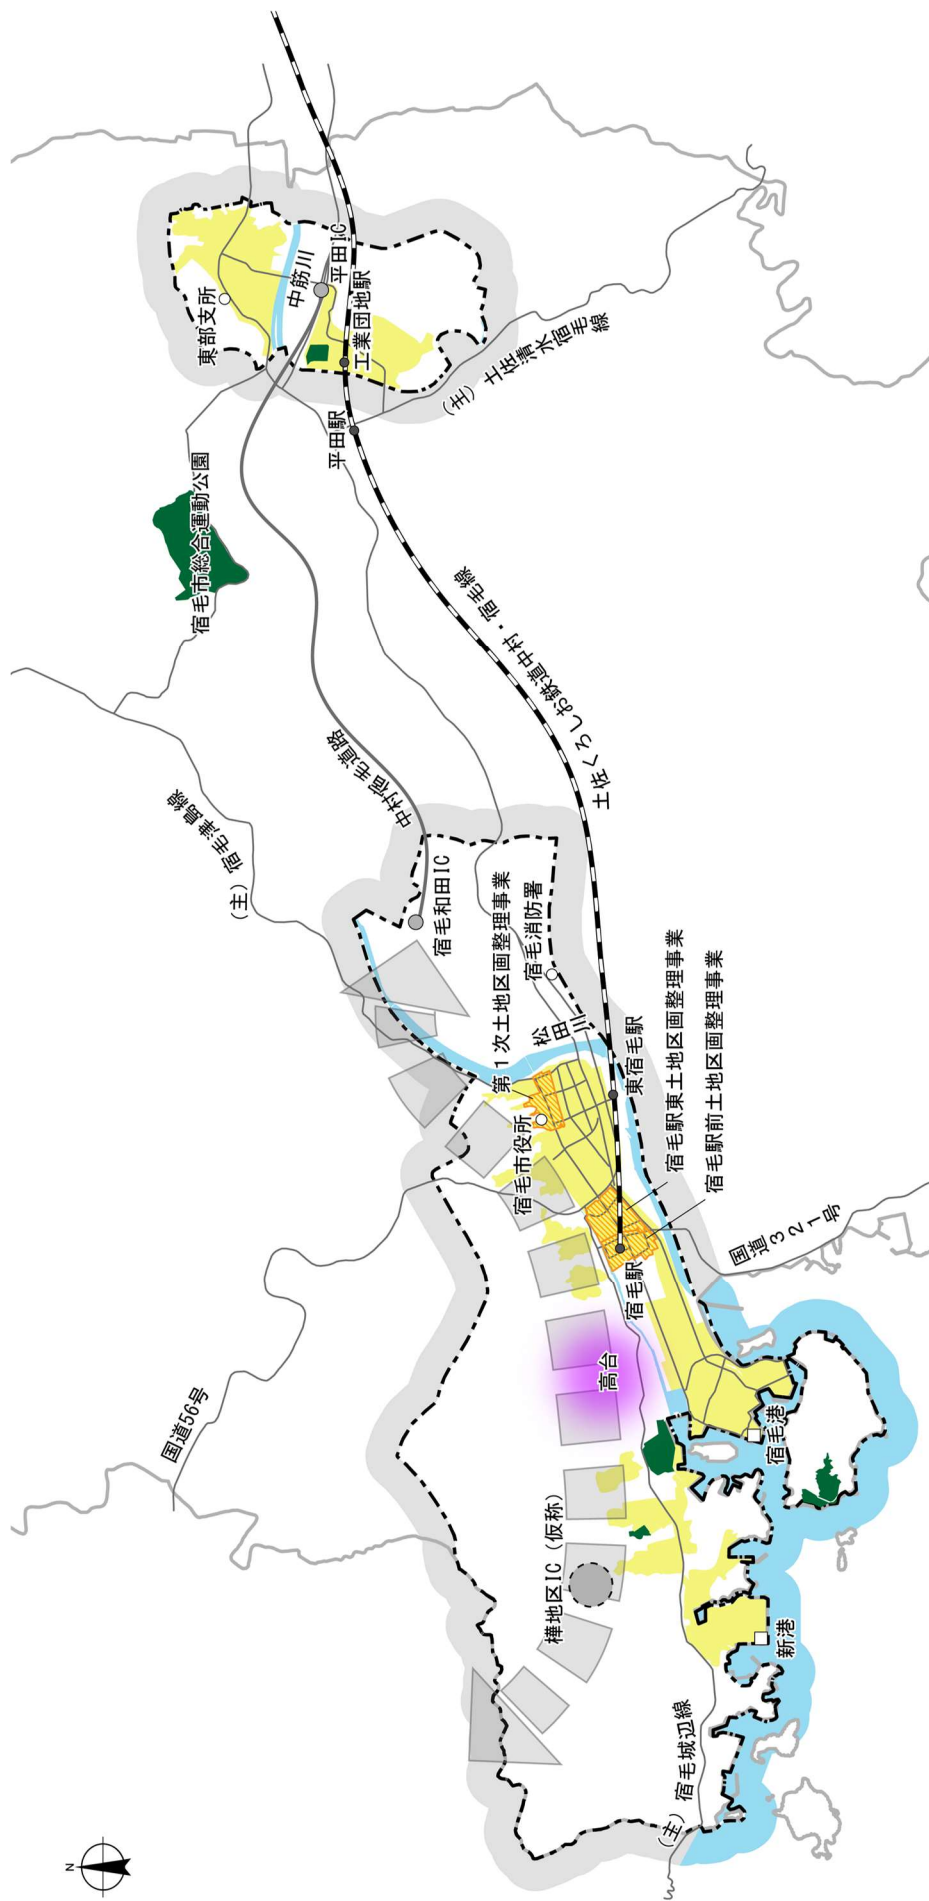 N
東部支所
中筋川
平田IC
工業団地駅
平田駅
(主) 土佐清水宿毛線
宿毛市総合運動公園
(主) 宿毛津島線
中村宿毛道路
土佐くろしお鉄道中村・宿毛線
宿毛和田IC
第1次土地区画整理事業
宿毛消防署
松田川
宿毛市役所
東宿毛駅
宿毛駅東土地区画整理事業
宿毛駅前土地区画整理事業
宿毛駅
国道321号
国道56号
高台
宿毛港
樺地区IC (仮称)
新港
(主) 宿毛城辺線